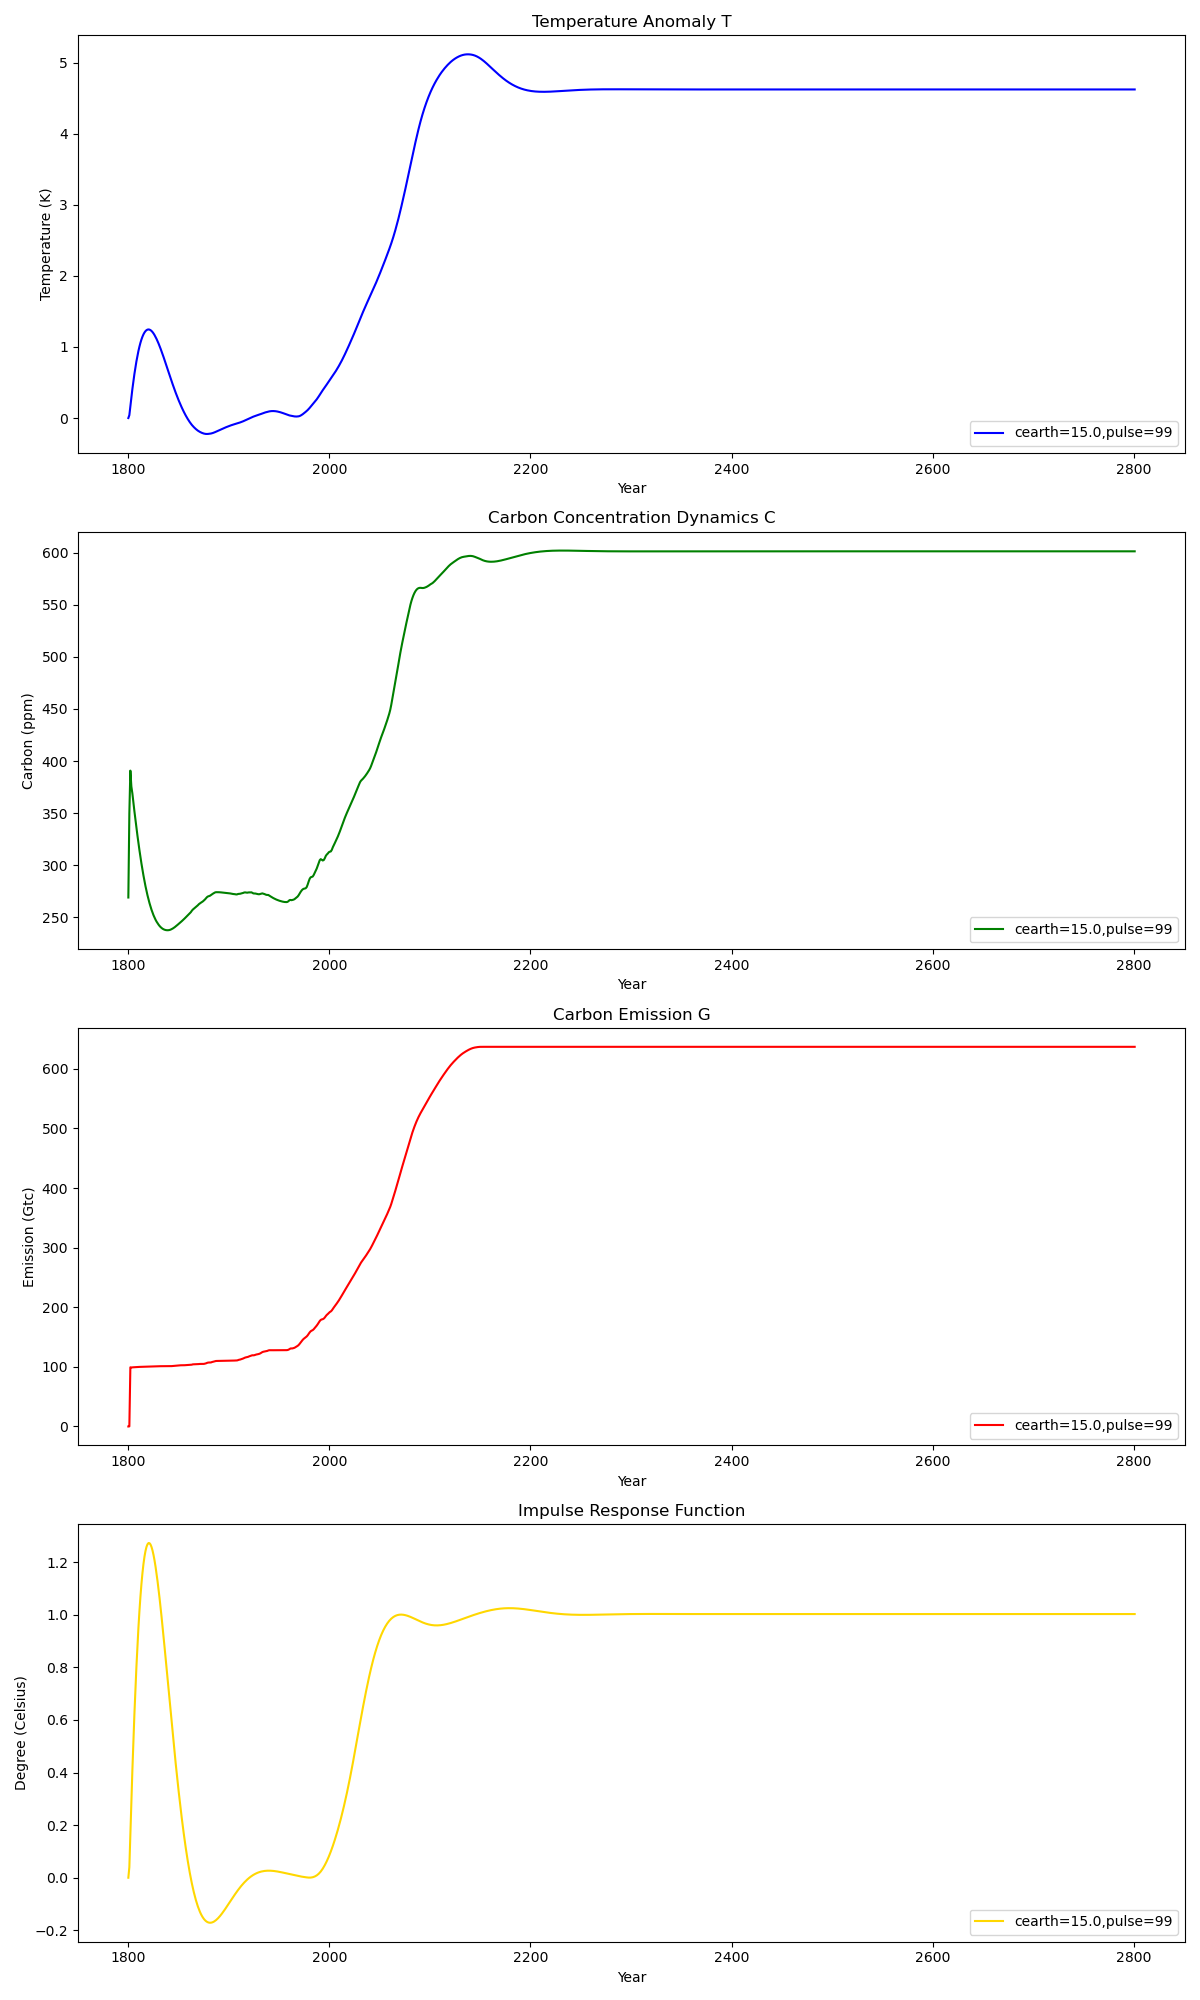 Temperature Anomaly T
5
4
3
2
1
0
Temperature (K)
cearth=15.0,pulse=99
1800 2000 2200 2400 2600 2800
Year
Carbon Concentration Dynamics C
600
550
500
450
400
350
300
250
Carbon (ppm)
cearth=15.0,pulse=99
1800 2000 2200 2400 2600 2800
Year
Carbon Emission G
600
500
400
300
200
100
0
Emission (Gtc)
cearth=15.0,pulse=99
1800 2000 2200 2400 2600 2800
Year
Impulse Response Function
1.2
1.0
0.8
0.6
0.4
0.2
0.0
−0.2
Degree (Celsius)
cearth=15.0,pulse=99
1800 2000 2200 2400 2600 2800
Year